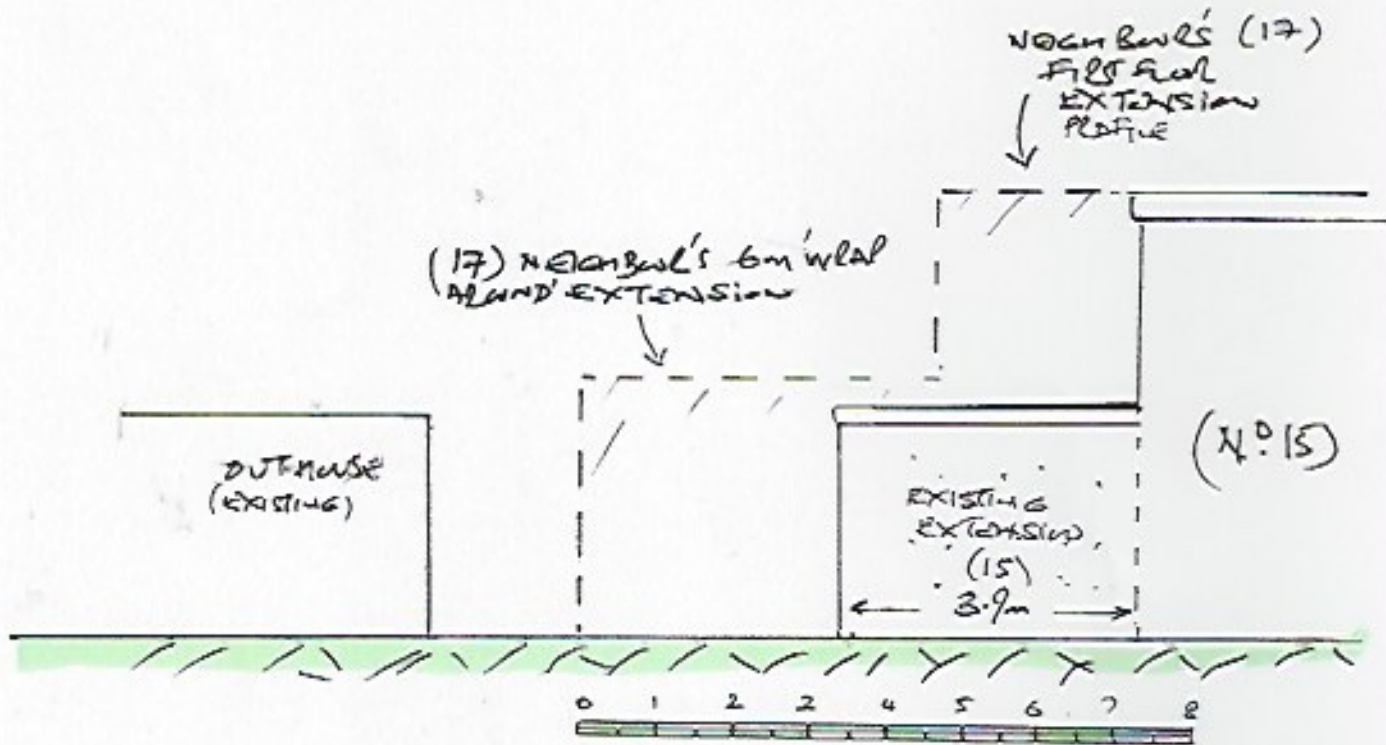 NEIGHBOUR'S (17)
FIRST FLOOR
EXTENSION
PROFILE
(17) NEIGHBOUR'S 6m 'WRAP
AROUND' EXTENSION
OUTHOUSE
(EXISTING)
EXISTING
EXTENSION
(15)
3.9m
(No. 15)
0 1 2 3 4 5 6 7 8